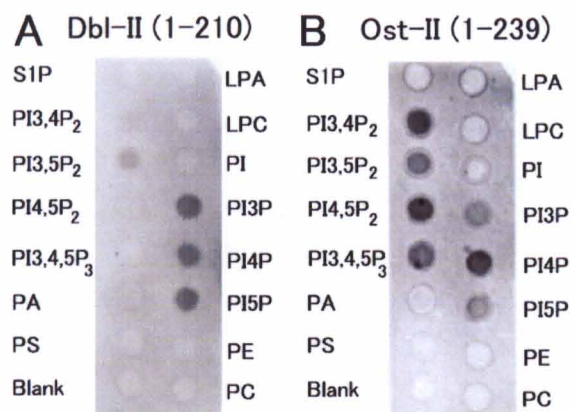 A Dbl-II (1-210)
S1P LPA
PI3,4P2 LPC
PI3,5P2 PI
PI4,5P2 PI3P
PI3,4,5P3 PI4P
PA PI5P
PS PE
Blank PC
B Ost-II (1-239)
S1P LPA
PI3,4P2 LPC
PI3,5P2 PI
PI4,5P2 PI3P
PI3,4,5P3 PI4P
PA PI5P
PS PE
Blank PC